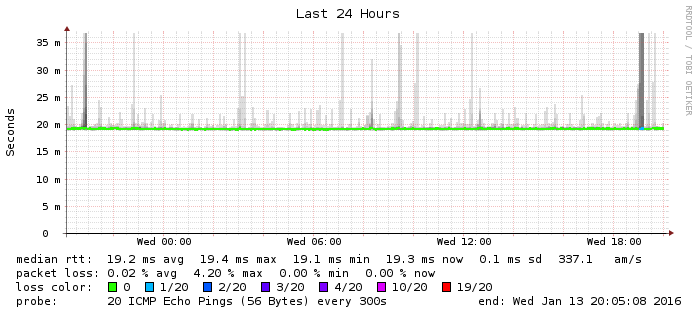 Last 24 Hours
RRDTOOL / TOBI OETIKER
Seconds
35 m
30 m
25 m
20 m
15 m
10 m
5 m
0
Wed 00:00 Wed 06:00 Wed 12:00 Wed 18:00
median rtt: 19.2 ms avg 19.4 ms max 19.1 ms min 19.3 ms now 0.1 ms sd 337.1 am/s
packet loss: 0.02 % avg 4.20 % max 0.00 % min 0.00 % now
loss color: 0 1/20 2/20 3/20 4/20 10/20 19/20
probe: 20 ICMP Echo Pings (56 Bytes) every 300s end: Wed Jan 13 20:05:08 2016